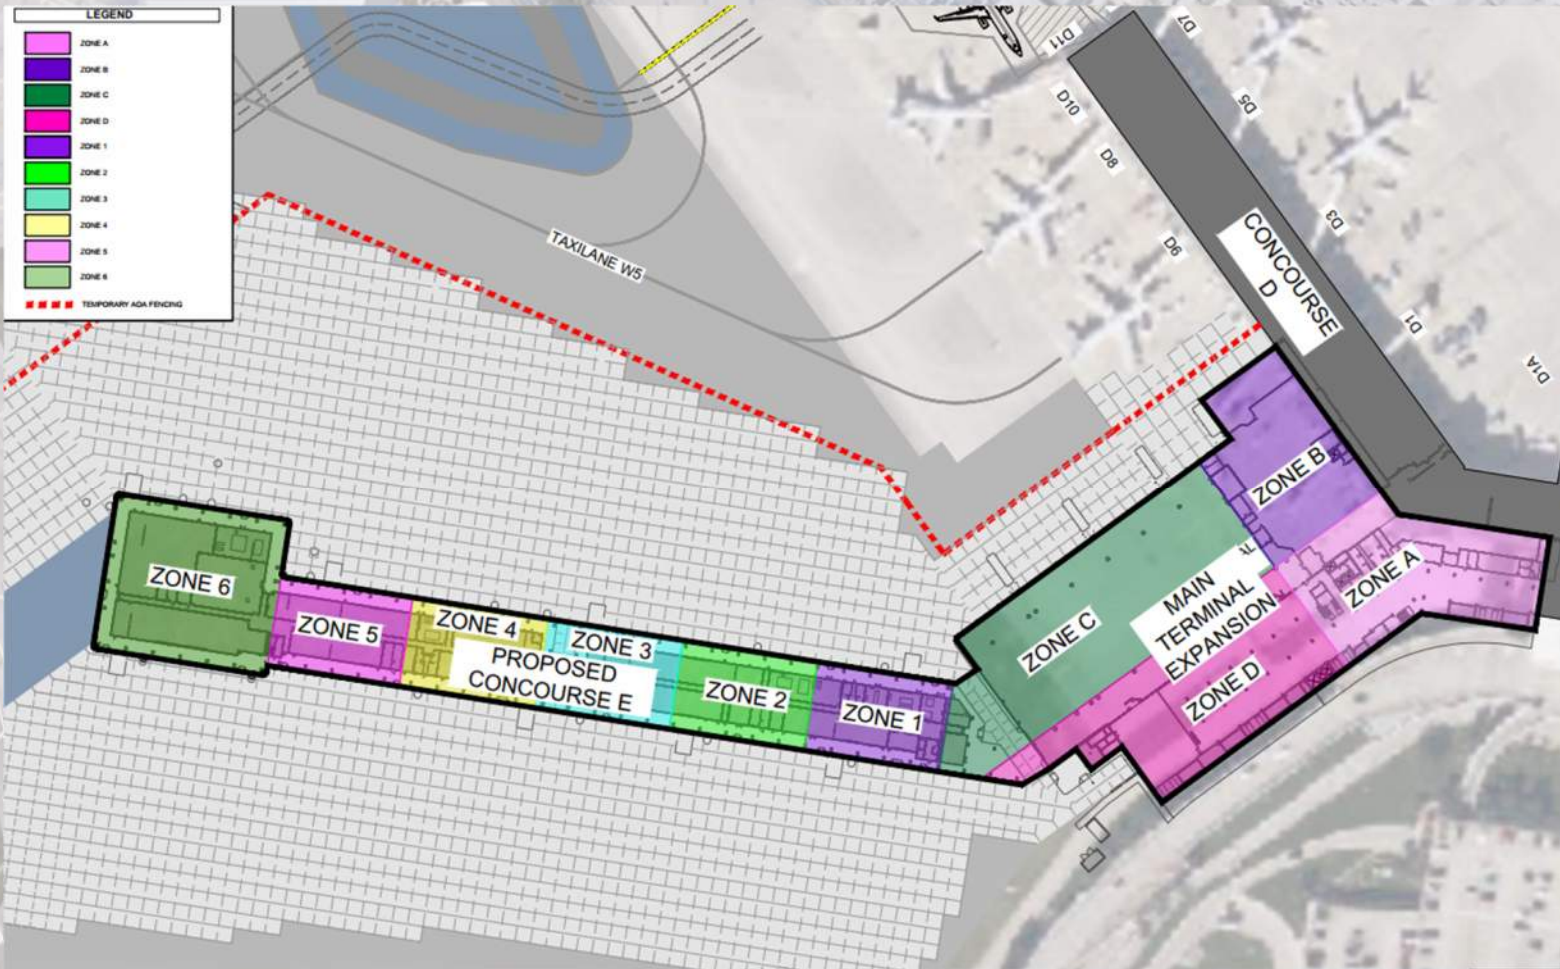 LEGEND
ZONE A
ZONE B
ZONE C
ZONE D
ZONE 1
ZONE 2
ZONE 3
ZONE 4
ZONE 5
ZONE 6
TEMPORARY AOA FENCING
D11
D7
D10
D5
D8
D6
D3
D1
D1A
TAXILANE W5
CONCOURSE
D
ZONE B
ZONE A
MAIN
TERMINAL
EXPANSION
ZONE C
ZONE D
ZONE 6
ZONE 5
ZONE 4
ZONE 3
PROPOSED
CONCOURSE E
ZONE 2
ZONE 1